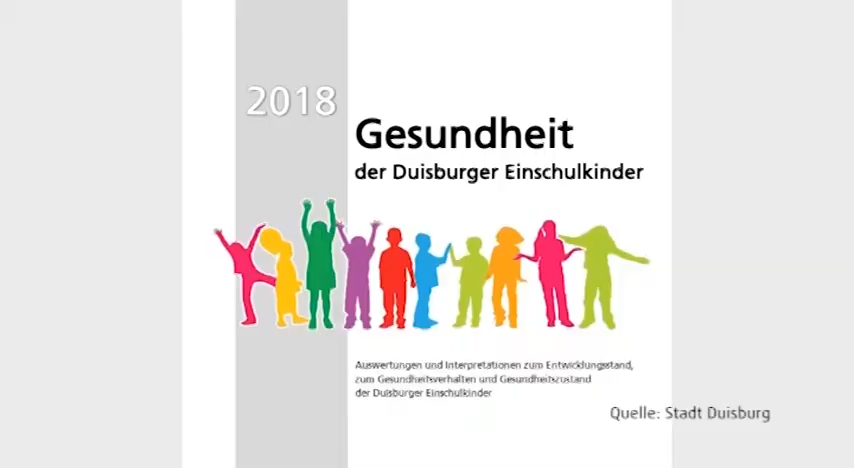 2018
Gesundheit
der Duisburger Einschulkinder
Auswertungen und Interpretationen zum Entwicklungsstand,
zum Gesundheitsverhalten und Gesundheitszustand
der Duisburger Einschulkinder
Quelle: Stadt Duisburg